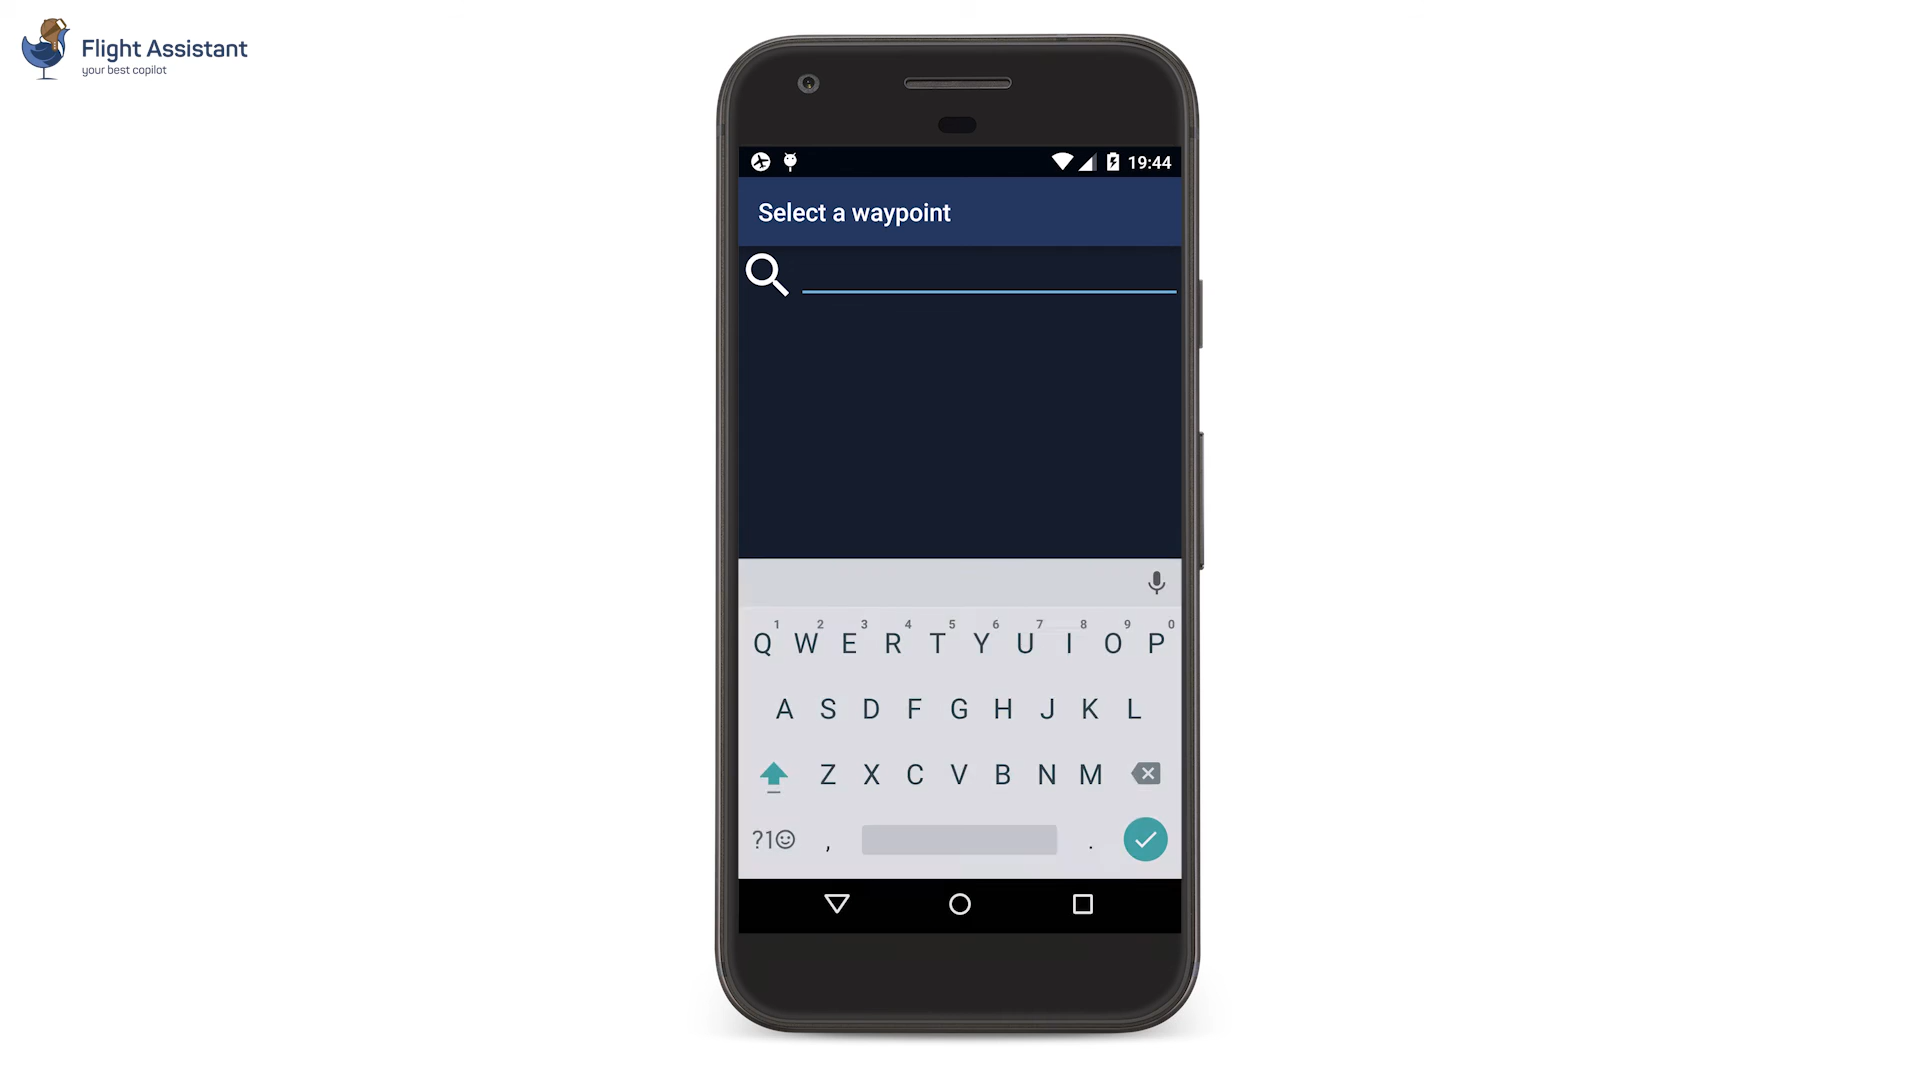 Flight Assistant
your best copilot
19:44
Select a waypoint
1 2 3 4 5 6 7 8 9 0
Q W E R T Y U I O P
A S D F G H J K L
Z X C V B N M
?1 , .